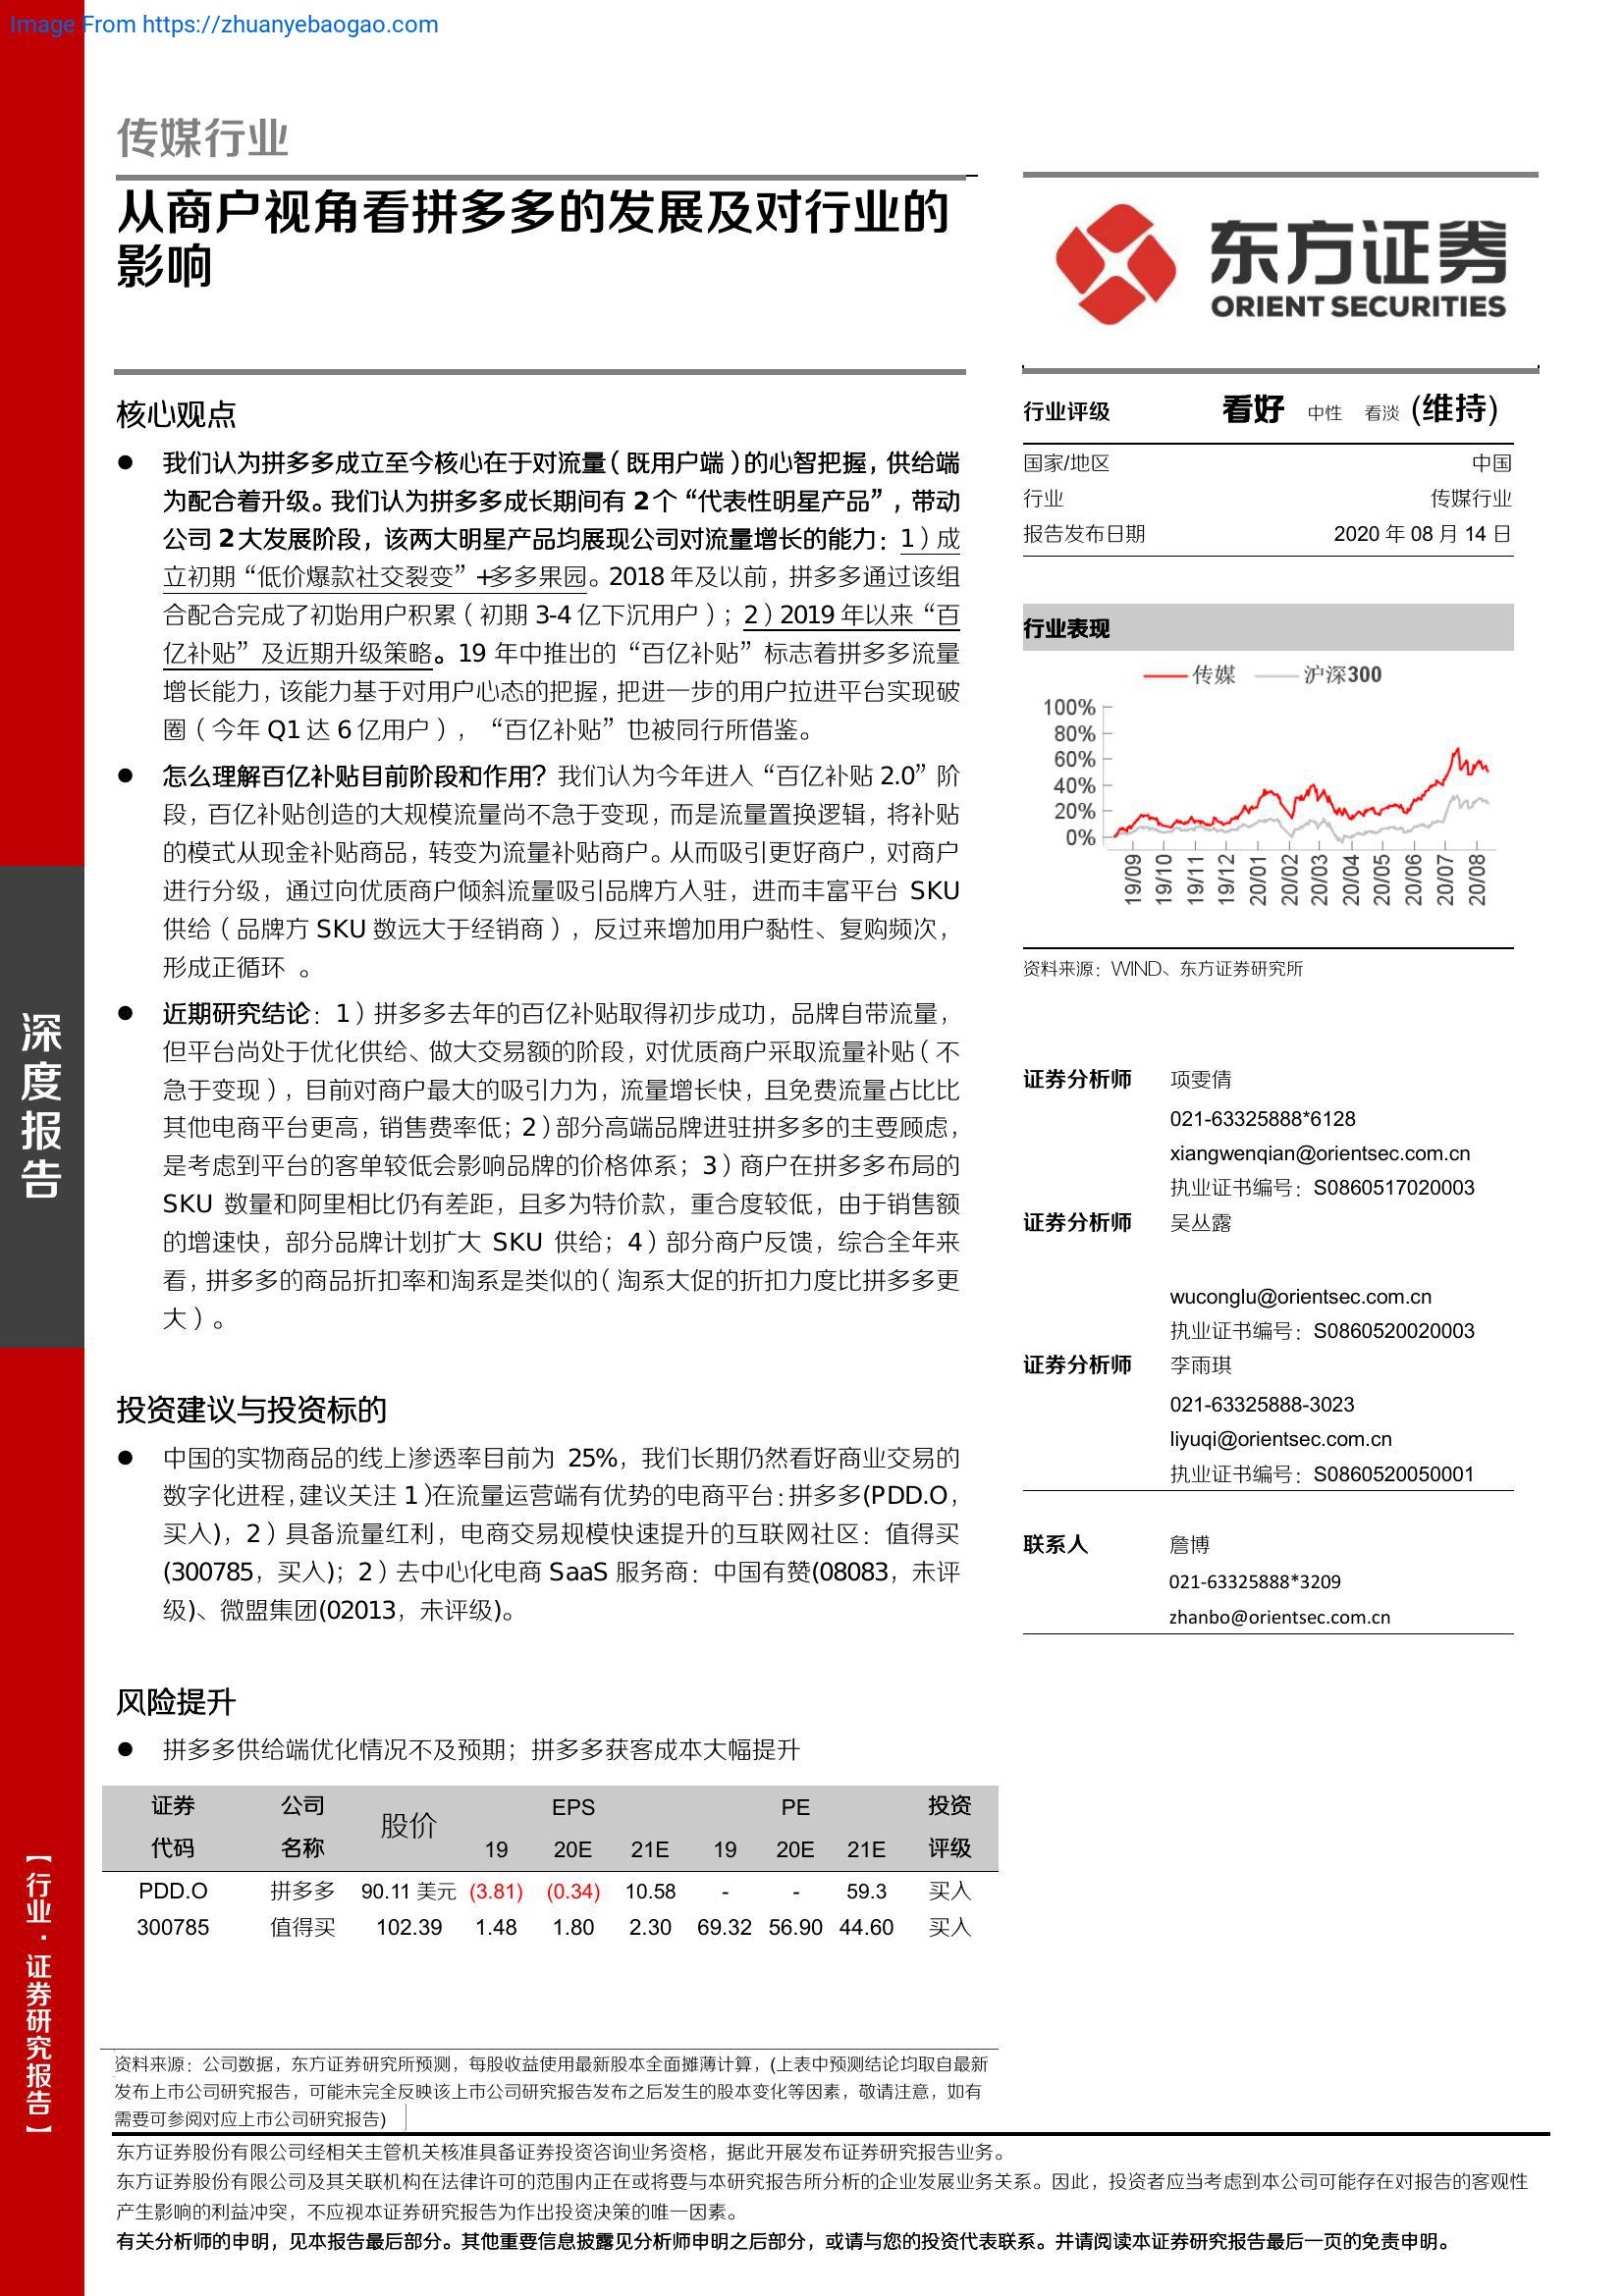 Image From https://zhuanyebaogao.com
传媒行业
从商户视角看拼多多的发展及对行业的
影响
东方证券
ORIENT SECURITIES
核心观点
● 我们认为拼多多成立至今核心在于对流量（既用户端）的心智把握，供给端
为配合着升级。我们认为拼多多成长期间有 2个“代表性明星产品”，带动
公司 2大发展阶段，该两大明星产品均展现公司对流量增长的能力：1）成
立初期“低价爆款社交裂变”+多多果园。2018 年及以前，拼多多通过该组
合配合完成了初始用户积累（初期 3-4 亿下沉用户）；2）2019 年以来“百
亿补贴”及近期升级策略。19 年中推出的“百亿补贴”标志着拼多多流量
增长能力，该能力基于对用户心态的把握，把进一步的用户拉进平台实现破
圈（今年 Q1 达 6 亿用户），“百亿补贴”也被同行所借鉴。
● 怎么理解百亿补贴目前阶段和作用？我们认为今年进入“百亿补贴 2.0”阶
段，百亿补贴创造的大规模流量尚不急于变现，而是流量置换逻辑，将补贴
的模式从现金补贴商品，转变为流量补贴商户。从而吸引更好商户，对商户
进行分级，通过向优质商户倾斜流量吸引品牌方入驻，进而丰富平台 SKU
供给（品牌方 SKU 数远大于经销商），反过来增加用户黏性、复购频次，
形成正循环 。
● 近期研究结论：1）拼多多去年的百亿补贴取得初步成功，品牌自带流量，
但平台尚处于优化供给、做大交易额的阶段，对优质商户采取流量补贴（不
急于变现），目前对商户最大的吸引力为，流量增长快，且免费流量占比比
其他电商平台更高，销售费率低；2）部分高端品牌进驻拼多多的主要顾虑，
是考虑到平台的客单较低会影响品牌的价格体系；3）商户在拼多多布局的
SKU 数量和阿里相比仍有差距，且多为特价款，重合度较低，由于销售额
的增速快，部分品牌计划扩大 SKU 供给；4）部分商户反馈，综合全年来
看，拼多多的商品折扣率和淘系是类似的（淘系大促的折扣力度比拼多多更
大）。
投资建议与投资标的
● 中国的实物商品的线上渗透率目前为 25%，我们长期仍然看好商业交易的
数字化进程，建议关注 1）在流量运营端有优势的电商平台：拼多多(PDD.O，
买入)，2）具备流量红利，电商交易规模快速提升的互联网社区：值得买
(300785，买入)；2）去中心化电商 SaaS 服务商：中国有赞(08083，未评
级)、微盟集团(02013，未评级)。
风险提升
● 拼多多供给端优化情况不及预期；拼多多获客成本大幅提升
证券 公司 股价 EPS PE 投资
代码 名称 19 20E 21E 19 20E 21E 评级
PDD.O 拼多多 90.11 美元 (3.81) (0.34) 10.58 - - 59.3 买入
300785 值得买 102.39 1.48 1.80 2.30 69.32 56.90 44.60 买入
资料来源：公司数据，东方证券研究所预测，每股收益使用最新股本全面摊薄计算，(上表中预测结论均取自最新
发布上市公司研究报告，可能未完全反映该上市公司研究报告发布之后发生的股本变化等因素，敬请注意，如有
需要可参阅对应上市公司研究报告)
行业评级 看好 中性 看淡 (维持)
国家/地区 中国
行业 传媒行业
报告发布日期 2020 年 08 月 14 日
行业表现
传媒 沪深300
100%
80%
60%
40%
20%
0%
19/09 19/10 19/11 19/12 20/01 20/02 20/03 20/04 20/05 20/06 20/07 20/08
资料来源：WIND、东方证券研究所
证券分析师 项雯倩
021-63325888*6128
xiangwenqian@orientsec.com.cn
执业证书编号：S0860517020003
证券分析师 吴丛露
wuconglu@orientsec.com.cn
执业证书编号：S0860520020003
证券分析师 李雨琪
021-63325888-3023
liyuqi@orientsec.com.cn
执业证书编号：S0860520050001
联系人 詹博
021-63325888*3209
zhanbo@orientsec.com.cn
深度报告
【行业·证券研究报告】
东方证券股份有限公司经相关主管机关核准具备证券投资咨询业务资格，据此开展发布证券研究报告业务。
东方证券股份有限公司及其关联机构在法律许可的范围内正在或将要与本研究报告所分析的企业发展业务关系。因此，投资者应当考虑到本公司可能存在对报告的客观性
产生影响的利益冲突，不应视本证券研究报告为作出投资决策的唯一因素。
有关分析师的申明，见本报告最后部分。其他重要信息披露见分析师申明之后部分，或请与您的投资代表联系。并请阅读本证券研究报告最后一页的免责申明。